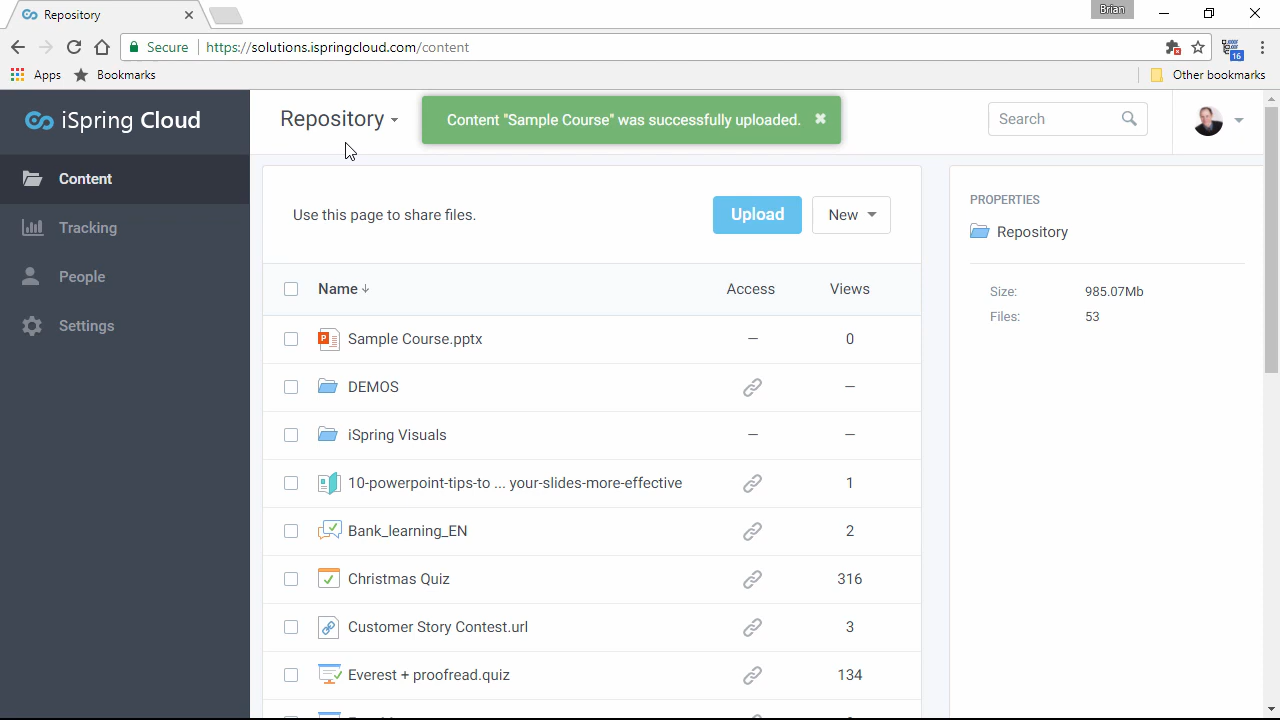 Repository
Brian
Secure
https://solutions.ispringcloud.com/content
16
Apps
Bookmarks
Other bookmarks
iSpring Cloud
Repository
Content "Sample Course" was successfully uploaded.
Search
Content
Tracking
People
Settings
Use this page to share files.
Upload
New
Name
Access
Views
Sample Course.pptx
—
0
DEMOS
—
iSpring Visuals
—
—
10-powerpoint-tips-to ... your-slides-more-effective
1
Bank_learning_EN
2
Christmas Quiz
316
Customer Story Contest.url
3
Everest + proofread.quiz
134
PROPERTIES
Repository
Size: 985.07Mb
Files: 53